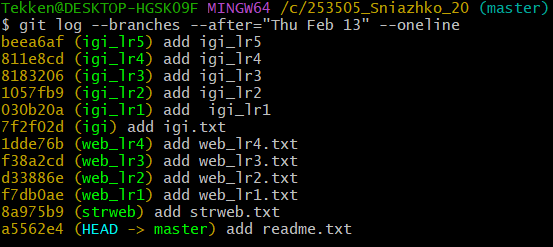 Tekken@DESKTOP-HGSK09F MINGW64 /c/253505_Sniazhko_20 (master)
$ git log --branches --after="Thu Feb 13" --oneline
beea6af (igi_lr5) add igi_lr5
811e8cd (igi_lr4) add igi_lr4
8183206 (igi_lr3) add igi_lr3
1057fb9 (igi_lr2) add igi_lr2
030b20a (igi_lr1) add  igi_lr1
7f2f02d (igi) add igi.txt
1dde76b (web_lr4) add web_lr4.txt
f38a2cd (web_lr3) add web_lr3.txt
d33886e (web_lr2) add web_lr2.txt
f7db0ae (web_lr1) add web_lr1.txt
8a975b9 (strweb) add strweb.txt
a5562e4 (HEAD -> master) add readme.txt